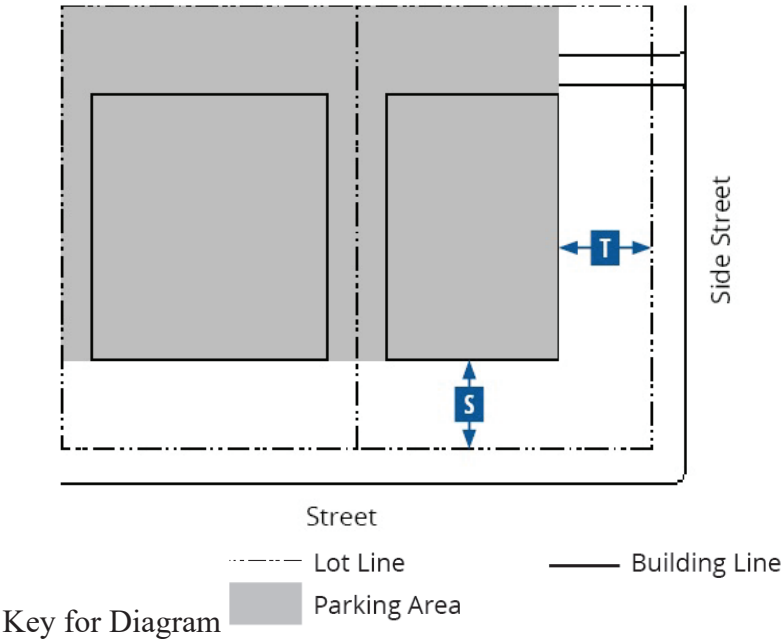 T
Side Street
S
Street
Lot Line
Building Line
Parking Area
Key for Diagram